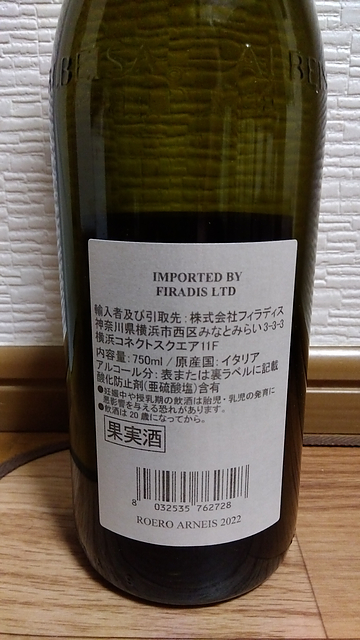 ALBEISA ALBEISA
IMPORTED BY
FIRADIS LTD
輸入者及び引取先：株式会社フィラディス
神奈川県横浜市西区みなとみらい3-3-3
横浜コネクトスクエア11F
内容量：750ml / 原産国：イタリア
アルコール分：表または裏ラベルに記載
酸化防止剤(亜硫酸塩)含有
●妊娠中や授乳期の飲酒は胎児・乳児の発育に
悪影響を与える恐れがあります。
●飲酒は20歳になってから。
果実酒
8 032535 762728
ROERO ARNEIS 2022